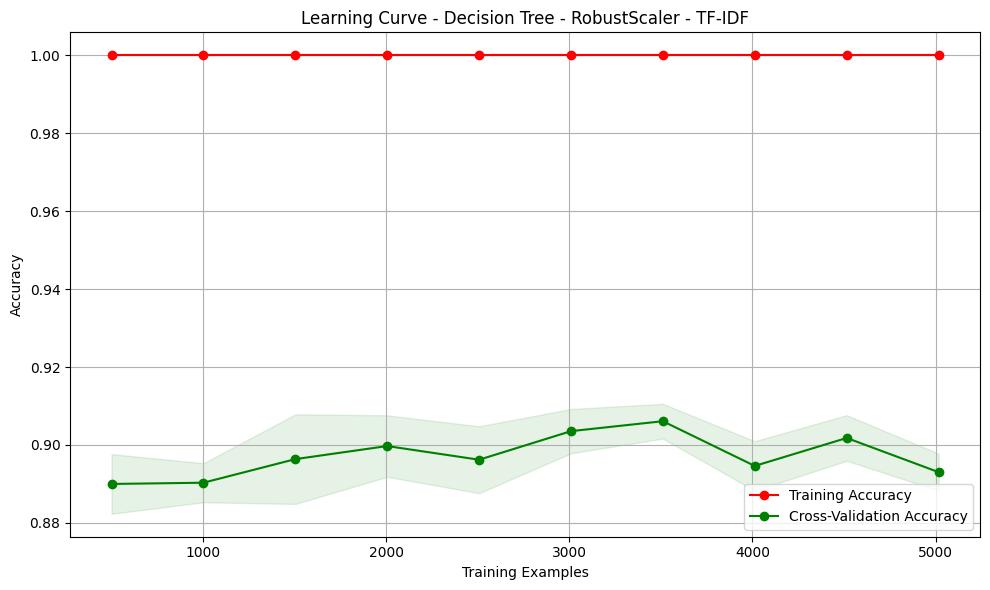 Learning Curve - Decision Tree - RobustScaler - TF-IDF
1.00
0.98
0.96
0.94
0.92
0.90
0.88
Accuracy
Training Accuracy
Cross-Validation Accuracy
1000 2000 3000 4000 5000
Training Examples